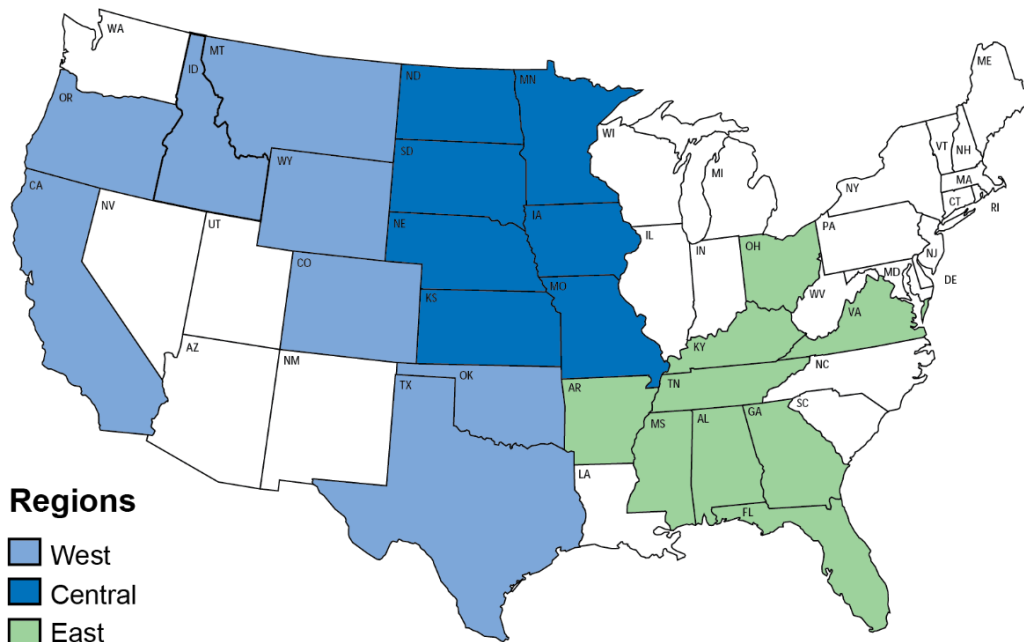 WA
MT
ID
ND
MN
ME
OR
WI
VT
NH
SD
WY
MI
MA
CA
NY
CT
RI
NV
IA
UT
NE
PA
IL
OH
IN
NJ
CO
MD
DE
MO
KS
WV
VA
AZ
KY
NM
OK
NC
TX
AR
TN
SC
MS
AL
GA
LA
FL
Regions
West
Central
East